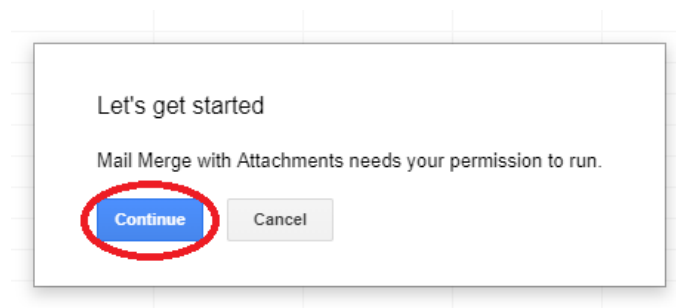 Let's get started
Mail Merge with Attachments needs your permission to run.
Continue Cancel